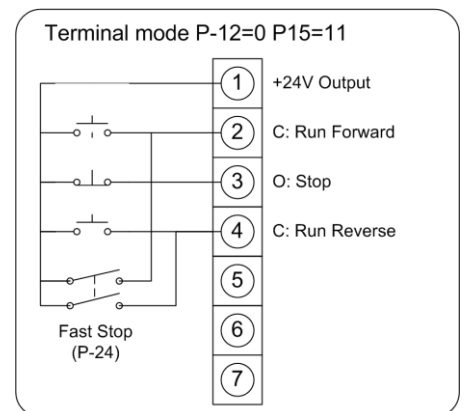 Terminal mode P-12=0 P15=11
1 +24V Output
2 C: Run Forward
3 O: Stop
4 C: Run Reverse
5
6
7
Fast Stop
(P-24)